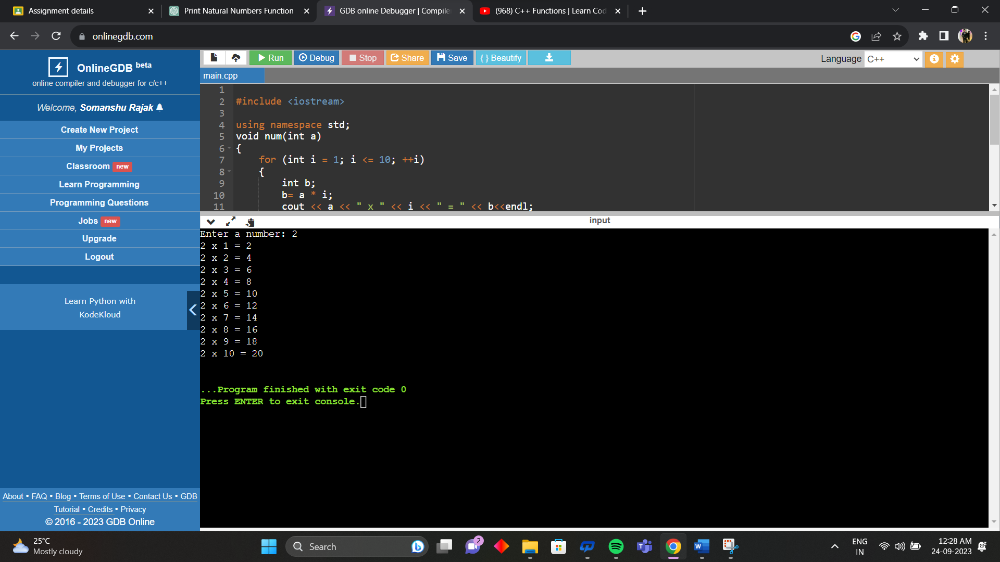 Assignment details
Print Natural Numbers Function
GDB online Debugger | Compile
(968) C++ Functions | Learn Cod
onlinegdb.com
OnlineGDB beta
online compiler and debugger for c/c++
Welcome, Somanshu Rajak
Create New Project
My Projects
Classroom new
Learn Programming
Programming Questions
Jobs new
Upgrade
Logout
Learn Python with
KodeKloud
About • FAQ • Blog • Terms of Use • Contact Us • GDB
Tutorial • Credits • Privacy
© 2016 - 2023 GDB Online
Run Debug Stop Share Save { } Beautify
Language C++
main.cpp
1
2 #include <iostream>
3
4 using namespace std;
5 void num(int a)
6 {
7 for (int i = 1; i <= 10; ++i)
8 {
9 int b;
10 b= a * i;
11 cout << a << " x " << i << " = " << b<<endl;
input
Enter a number: 2
2 x 1 = 2
2 x 2 = 4
2 x 3 = 6
2 x 4 = 8
2 x 5 = 10
2 x 6 = 12
2 x 7 = 14
2 x 8 = 16
2 x 9 = 18
2 x 10 = 20
...Program finished with exit code 0
Press ENTER to exit console.
25°C
Mostly cloudy
Search
2
ENG
IN
12:28 AM
24-09-2023